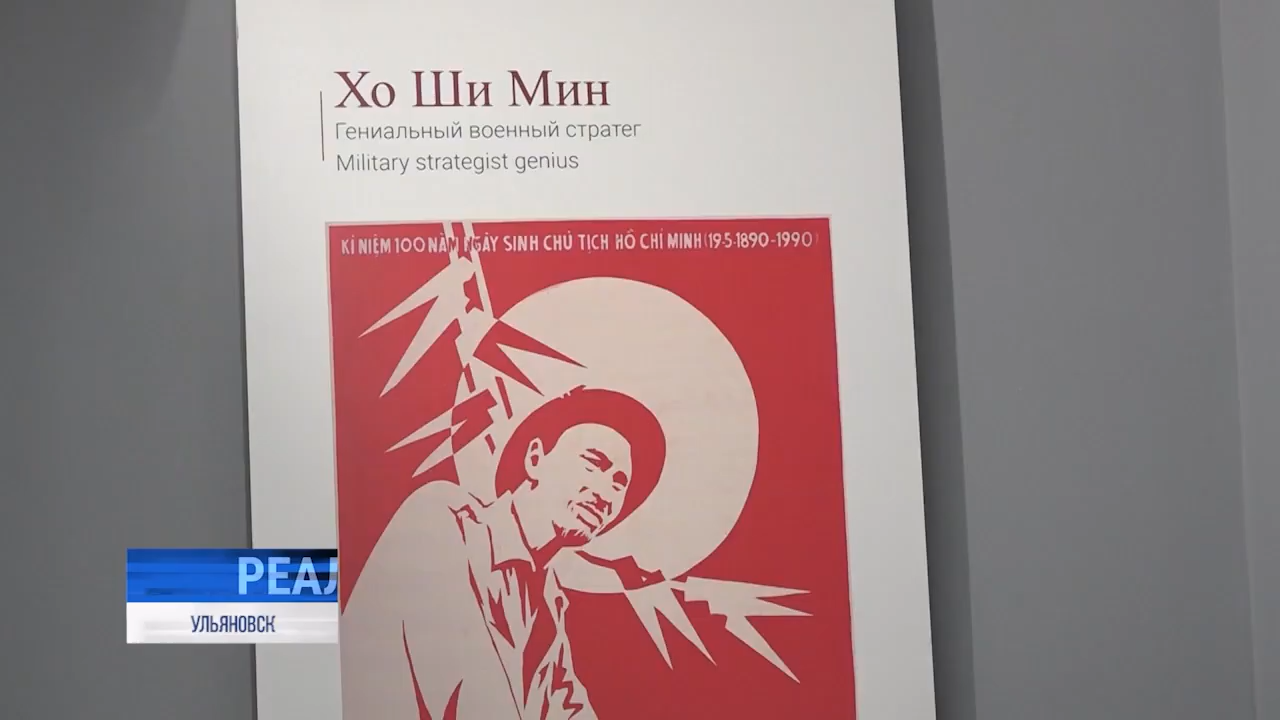 Хо Ши Мин
Гениальный военный стратег
Military strategist genius
KỈ NIỆM 100 NĂM NGÀY SINH CHỦ TỊCH HỒ CHÍ MINH (19-5-1890-1990)
РЕАЛ
УЛЬЯНОВСК